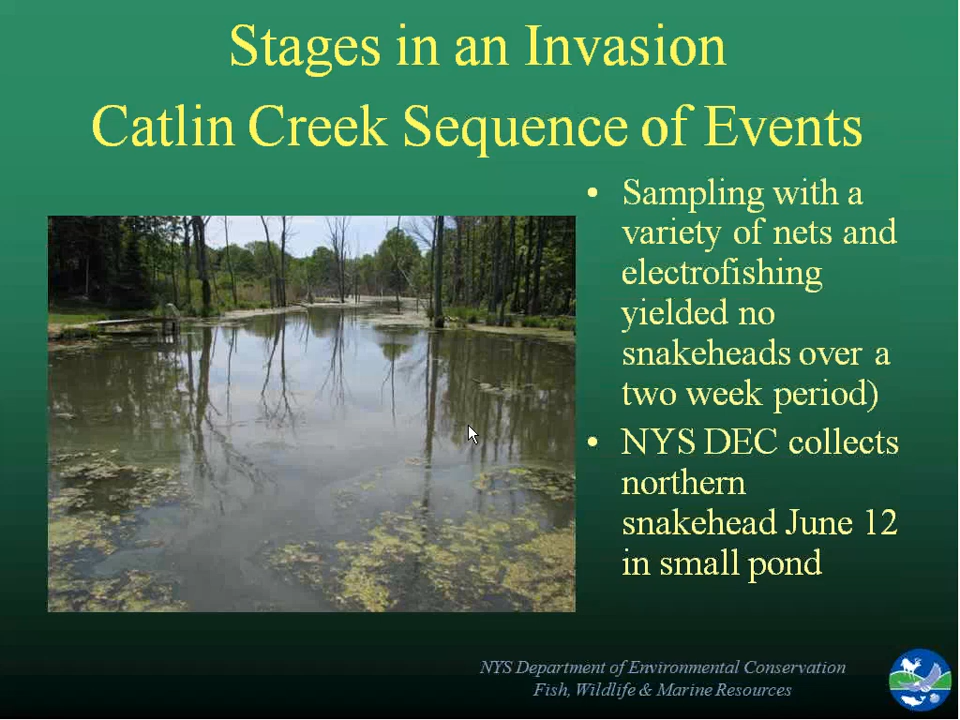 Stages in an Invasion
Catlin Creek Sequence of Events
• Sampling with a
variety of nets and
electrofishing
yielded no
snakeheads over a
two week period)
• NYS DEC collects
northern
snakehead June 12
in small pond
NYS Department of Environmental Conservation
Fish, Wildlife & Marine Resources